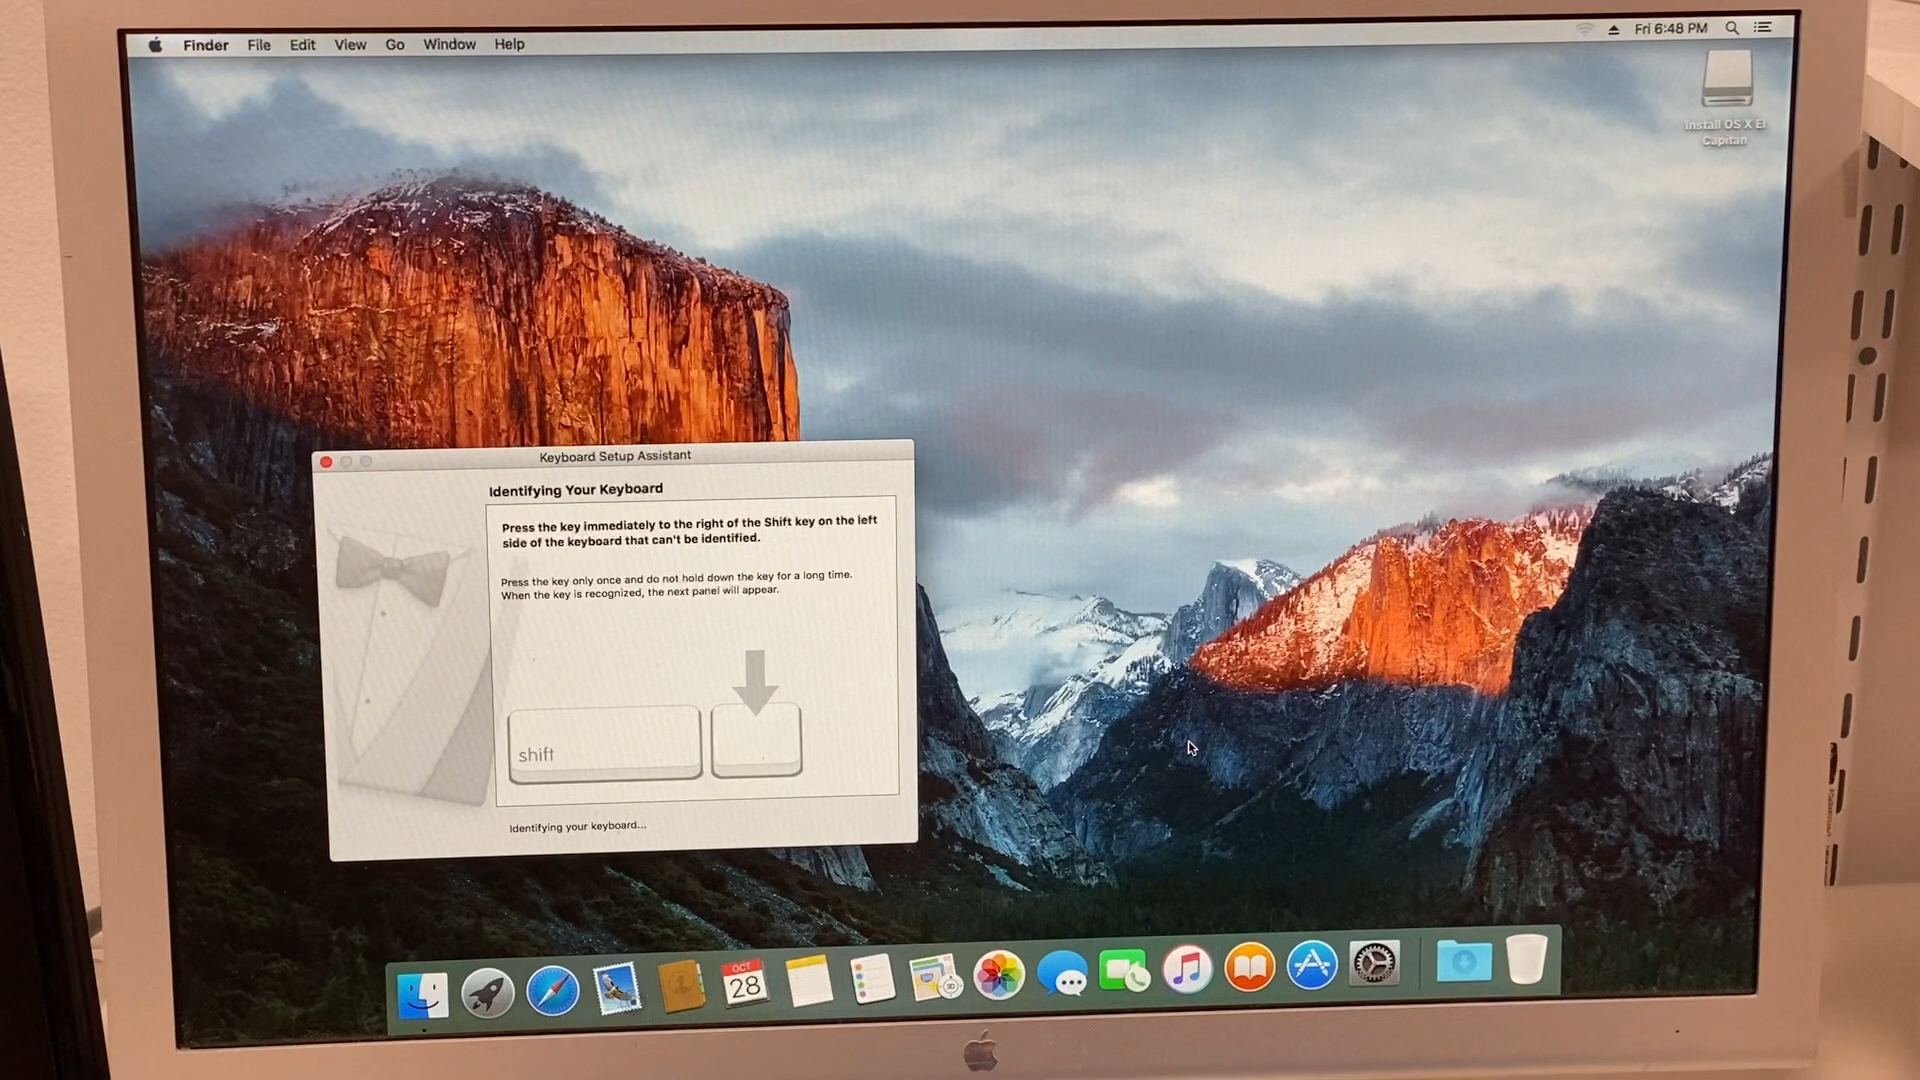 Finder File Edit View Go Window Help
Fri 6:48 PM
Install OS X El
Capitan
Keyboard Setup Assistant
Identifying Your Keyboard
Press the key immediately to the right of the Shift key on the left
side of the keyboard that can't be identified.
Press the key only once and do not hold down the key for a long time.
When the key is recognized, the next panel will appear.
shift
Identifying your keyboard...
OCT
28
3D